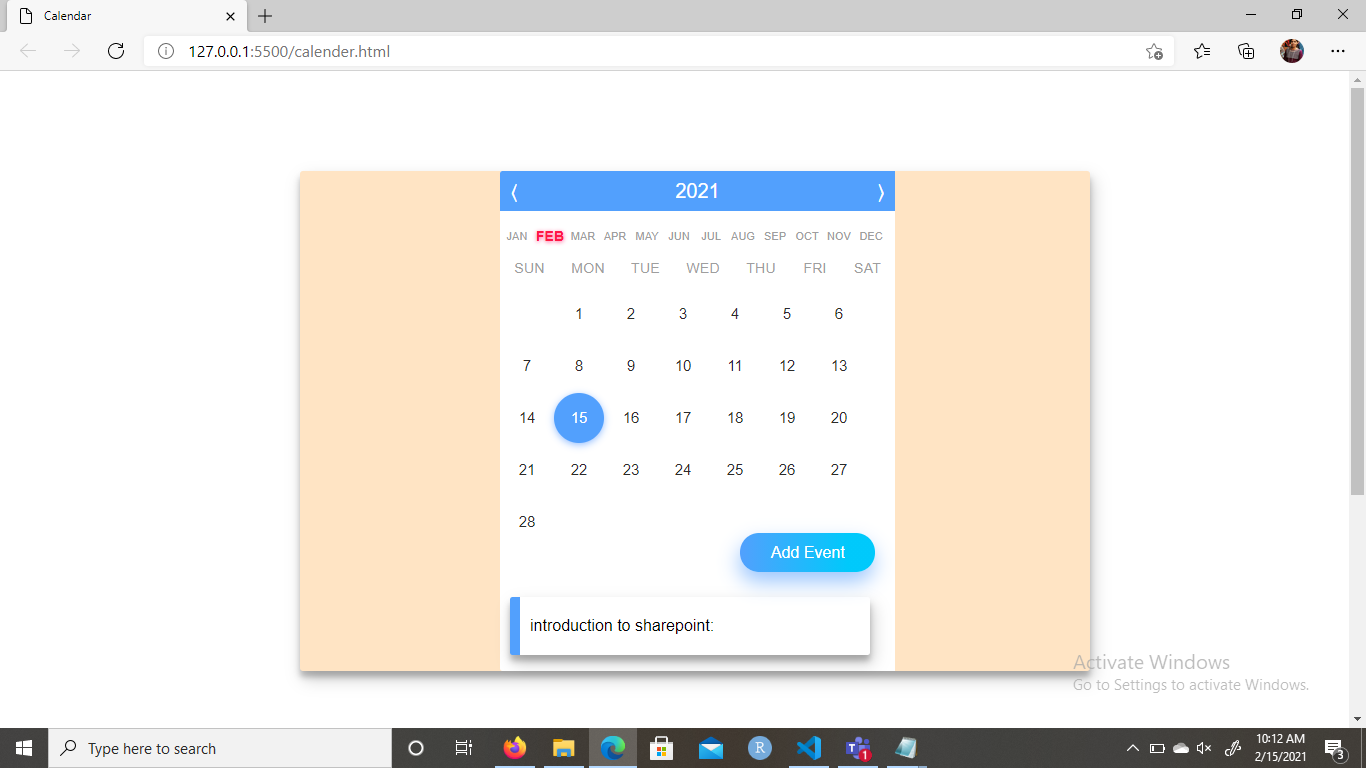 Calendar
127.0.0.1:5500/calender.html
2021
JAN FEB MAR APR MAY JUN JUL AUG SEP OCT NOV DEC
SUN MON TUE WED THU FRI SAT
1 2 3 4 5 6
7 8 9 10 11 12 13
14 15 16 17 18 19 20
21 22 23 24 25 26 27
28
Add Event
introduction to sharepoint:
Activate Windows
Go to Settings to activate Windows.
Type here to search
R
1
10:12 AM
2/15/2021
3